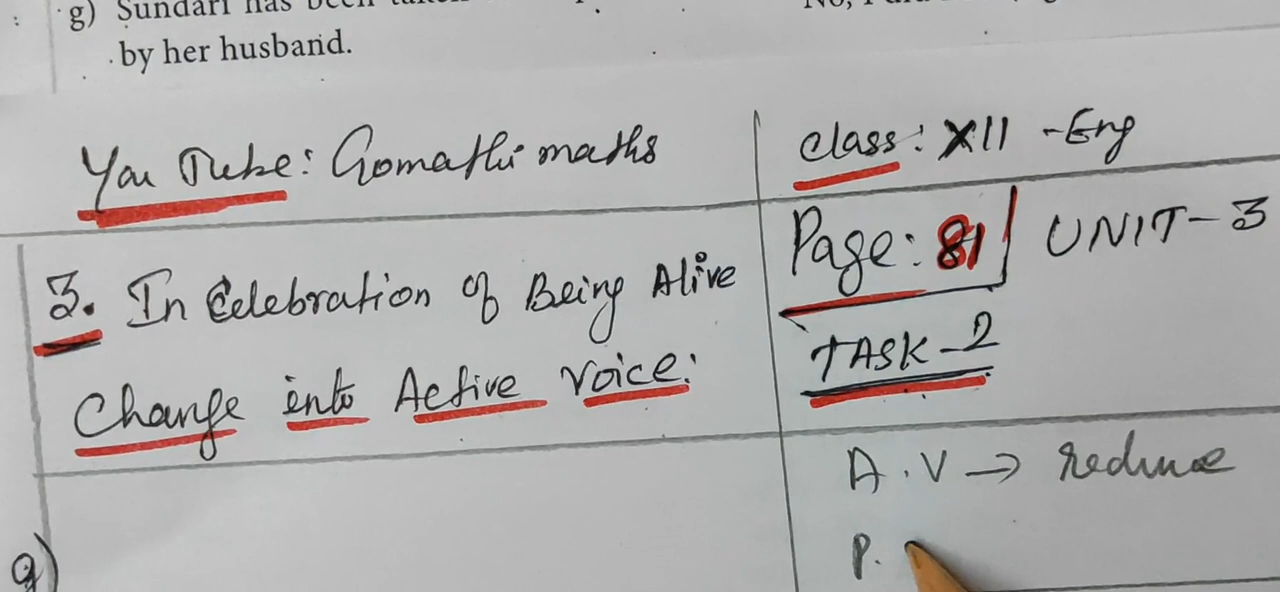 g) Sundari has been
by her husband.
You Tube: Gomathi maths
class: XII - Eng
Page: 81 UNIT-3
3. In Celebration of Being Alive
TASK-2
Change into Active Voice:
A.V → reduce
g)
P.